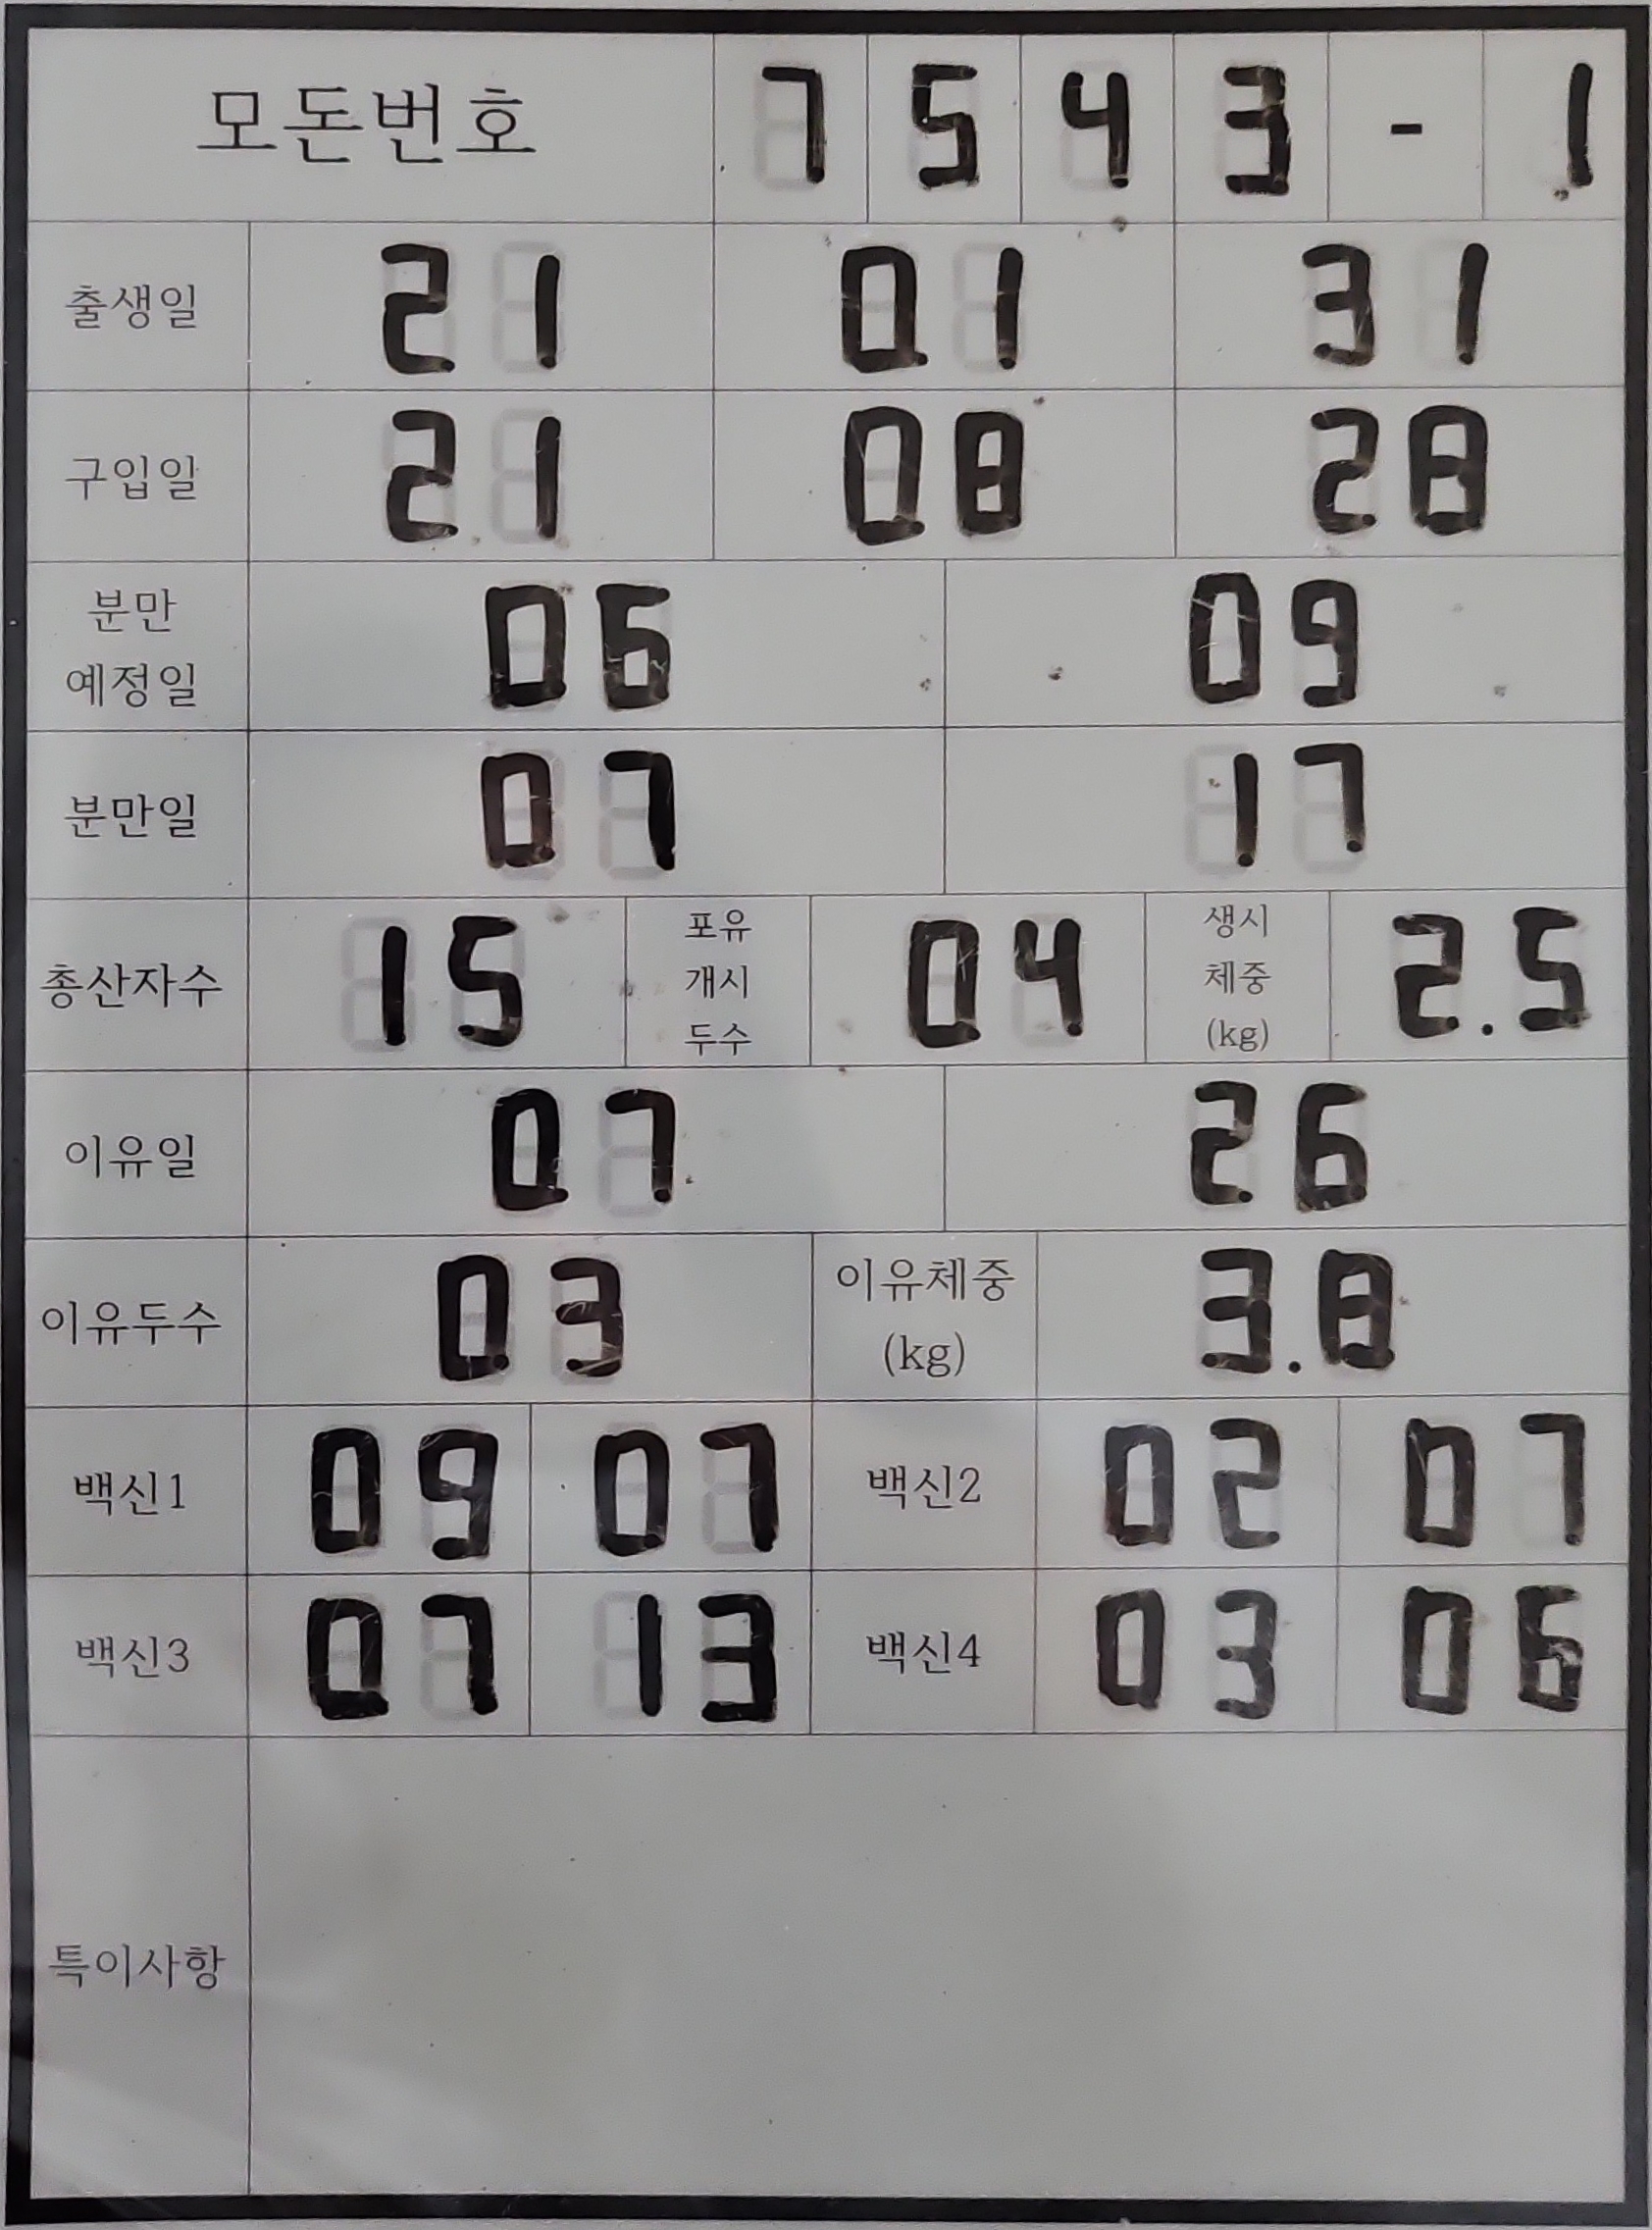 모돈번호 7 5 4 3 - 1
출생일 21 01 31
구입일 21 08 28
분만 예정일 06 09
분만일 07 17
총산자수 15 포유 개시 두수 04 생시 체중 (kg) 2.5
이유일 07 26
이유두수 03 이유체중 (kg) 3.8
백신1 09 07 백신2 02 07
백신3 07 13 백신4 03 06
특이사항